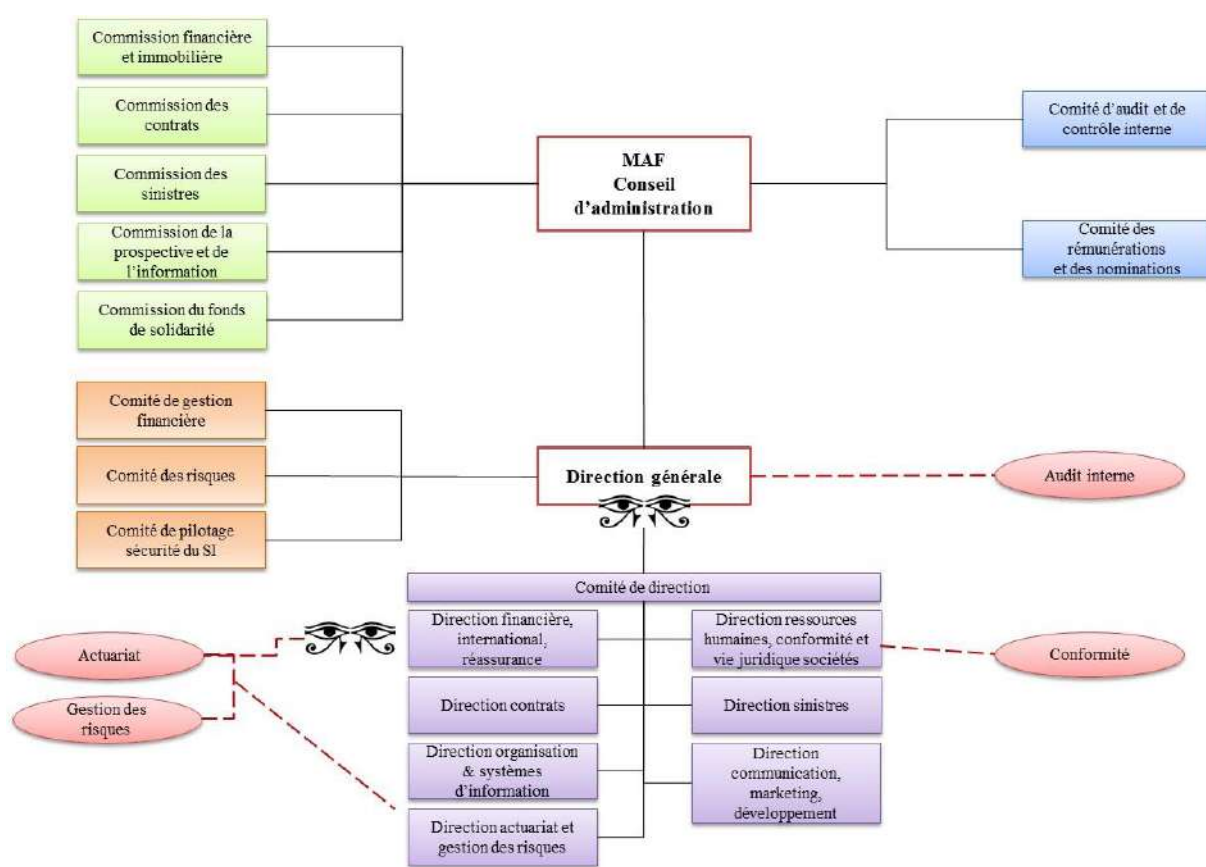 Commission financière
et immobilière
Commission des
contrats
Commission des
sinistres
Commission de la
prospective et de
l'information
Commission du fonds
de solidarité
MAF
Conseil
d'administration
Comité d'audit et de
contrôle interne
Comité des
rémunérations
et des nominations
Comité de gestion
financière
Comité des risques
Comité de pilotage
sécurité du SI
Direction générale
Audit interne
Comité de direction
Direction financière,
international,
réassurance
Direction ressources
humaines, conformité et
vie juridique sociétés
Actuariat
Gestion des
risques
Conformité
Direction contrats
Direction sinistres
Direction organisation
& systèmes
d'information
Direction
communication,
marketing,
développement
Direction actuariat et
gestion des risques